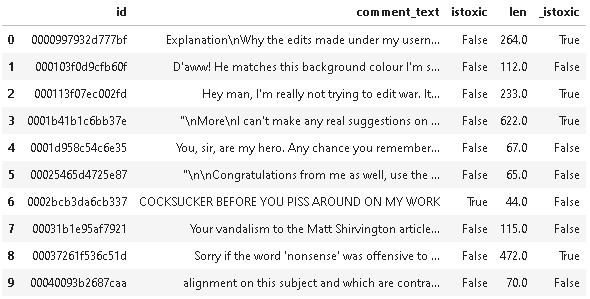 id comment_text istoxic len _istoxic
0 0000997932d777bf Explanation\nWhy the edits made under my usern... False 264.0 True
1 000103f0d9cfb60f D'aww! He matches this background colour I'm s... False 112.0 False
2 000113f07ec002fd Hey man, I'm really not trying to edit war. It... False 233.0 True
3 0001b41b1c6bb37e "\nMore\nI can't make any real suggestions on ... False 622.0 True
4 0001d958c54c6e35 You, sir, are my hero. Any chance you remember... False 67.0 False
5 00025465d4725e87 "\n\nCongratulations from me as well, use the ... False 65.0 False
6 0002bcb3da6cb337 COCKSUCKER BEFORE YOU PISS AROUND ON MY WORK True 44.0 False
7 00031b1e95af7921 Your vandalism to the Matt Shirvington article... False 115.0 False
8 00037261f536c51d Sorry if the word 'nonsense' was offensive to ... False 472.0 True
9 00040093b2687caa alignment on this subject and which are contra... False 70.0 False